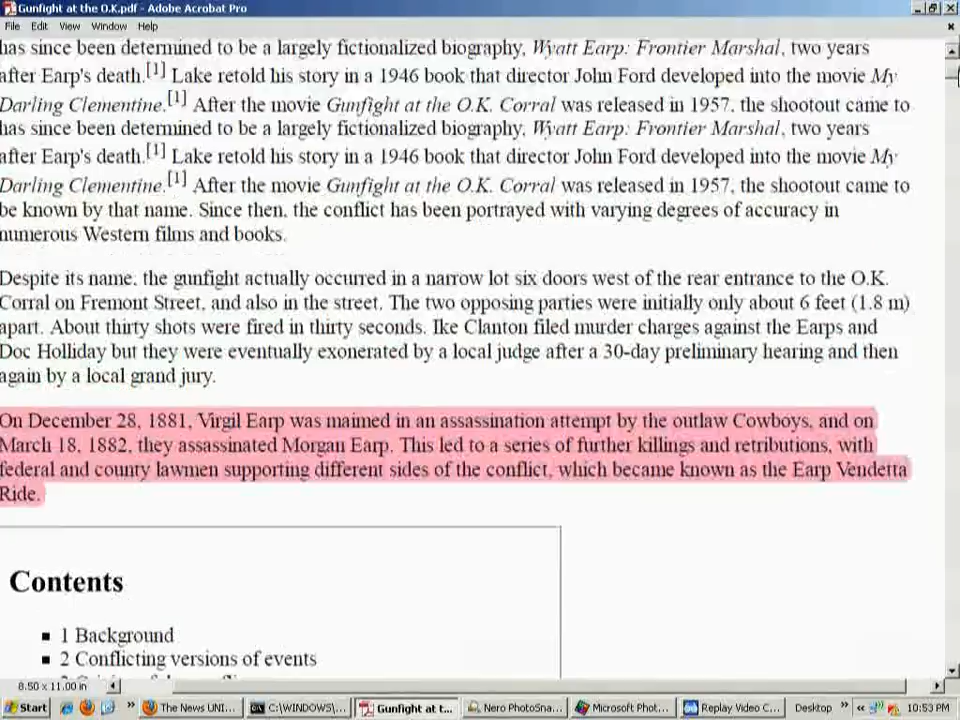 Gunfight at the O.K.pdf - Adobe Acrobat Pro
File Edit View Window Help
has since been determined to be a largely fictionalized biography, Wyatt Earp: Frontier Marshal, two years
after Earp's death.[1] Lake retold his story in a 1946 book that director John Ford developed into the movie My
Darling Clementine.[1] After the movie Gunfight at the O.K. Corral was released in 1957, the shootout came to
has since been determined to be a largely fictionalized biography, Wyatt Earp: Frontier Marshal, two years
after Earp's death.[1] Lake retold his story in a 1946 book that director John Ford developed into the movie My
Darling Clementine.[1] After the movie Gunfight at the O.K. Corral was released in 1957, the shootout came to
be known by that name. Since then, the conflict has been portrayed with varying degrees of accuracy in
numerous Western films and books.
Despite its name, the gunfight actually occurred in a narrow lot six doors west of the rear entrance to the O.K.
Corral on Fremont Street, and also in the street. The two opposing parties were initially only about 6 feet (1.8 m)
apart. About thirty shots were fired in thirty seconds. Ike Clanton filed murder charges against the Earps and
Doc Holliday but they were eventually exonerated by a local judge after a 30-day preliminary hearing and then
again by a local grand jury.
On December 28, 1881, Virgil Earp was maimed in an assassination attempt by the outlaw Cowboys, and on
March 18, 1882, they assassinated Morgan Earp. This led to a series of further killings and retributions, with
federal and county lawmen supporting different sides of the conflict, which became known as the Earp Vendetta
Ride.
Contents
1 Background
2 Conflicting versions of events
8.50 x 11.00 in
Start » The News UNI... C:\WINDOWS\... Gunfight at t... Nero PhotoSna... Microsoft Phot... Replay Video C... Desktop » « 10:53 PM